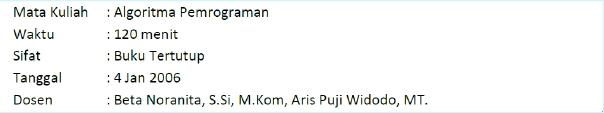 Mata Kuliah : Algoritma Pemrograman
Waktu : 120 menit
Sifat : Buku Tertutup
Tanggal : 4 Jan 2006
Dosen : Beta Noranita, S.Si, M.Kom, Aris Puji Widodo, MT.